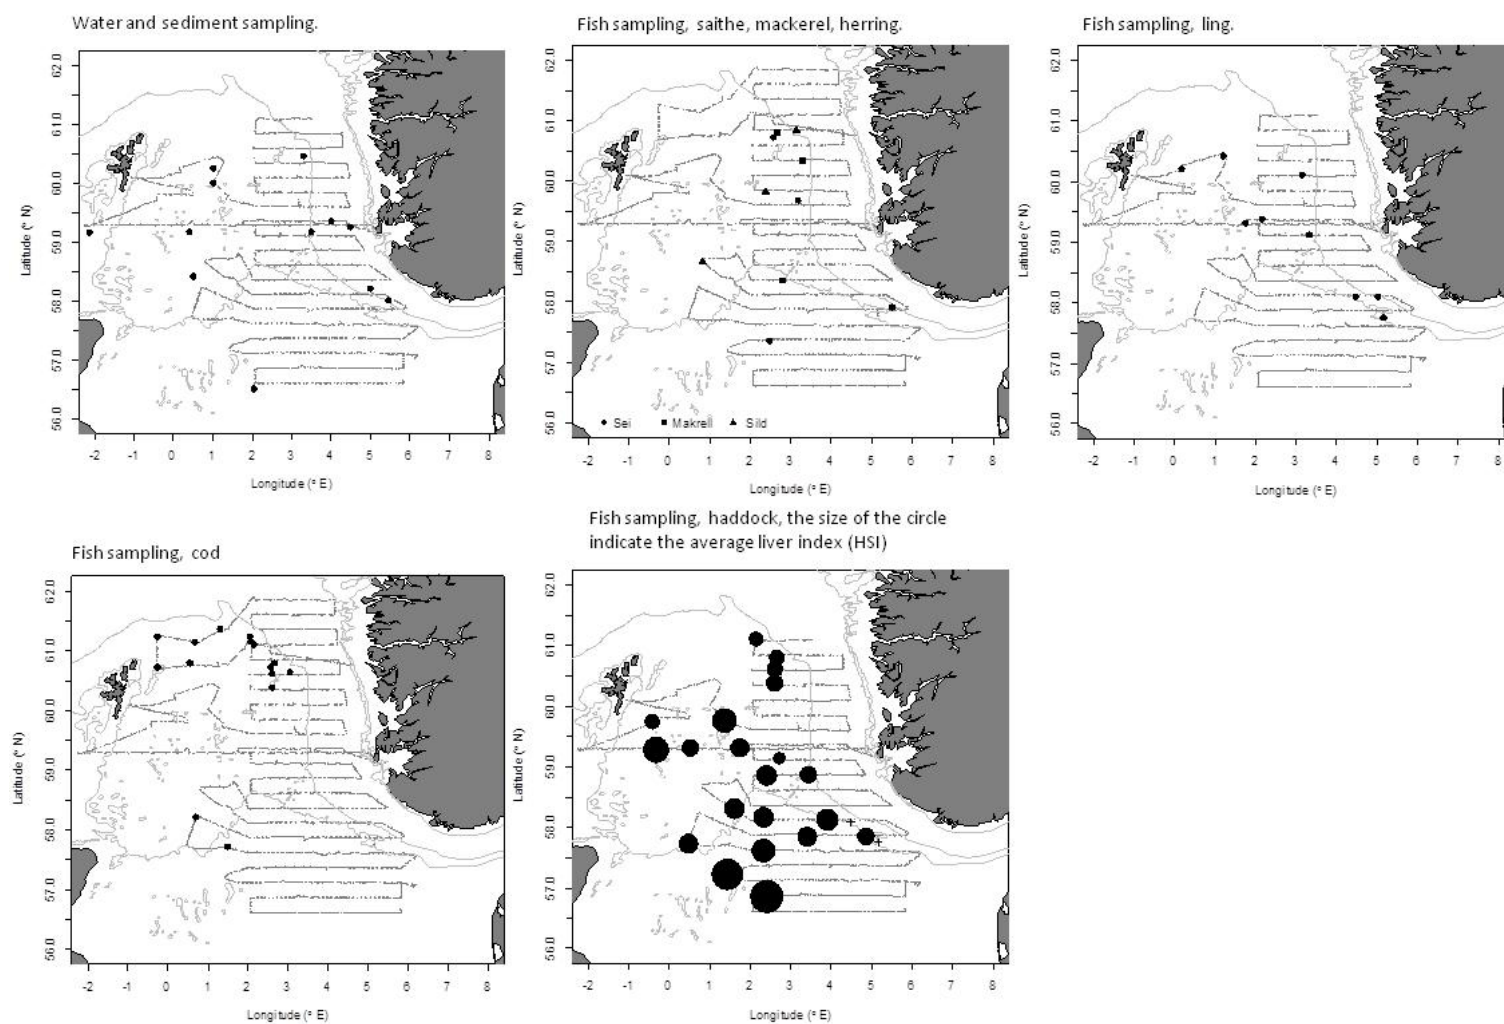 Water and sediment sampling.
62.0
61.0
60.0
59.0
58.0
57.0
56.0
Latitude (° N)
-2 -1 0 1 2 3 4 5 6 7 8
Longitude (° E)
Fish sampling, saithe, mackerel, herring.
62.0
61.0
60.0
59.0
58.0
57.0
56.0
Latitude (° N)
Sei Makrell Sild
-2 -1 0 1 2 3 4 5 6 7 8
Longitude (° E)
Fish sampling, ling.
62.0
61.0
60.0
59.0
58.0
57.0
56.0
Latitude (° N)
-2 -1 0 1 2 3 4 5 6 7 8
Longitude (° E)
Fish sampling, cod
62.0
61.0
60.0
59.0
58.0
57.0
56.0
Latitude (° N)
-2 -1 0 1 2 3 4 5 6 7 8
Longitude (° E)
Fish sampling, haddock, the size of the circle
indicate the average liver index (HSI)
62.0
61.0
60.0
59.0
58.0
57.0
56.0
Latitude (° N)
-2 -1 0 1 2 3 4 5 6 7 8
Longitude (° E)